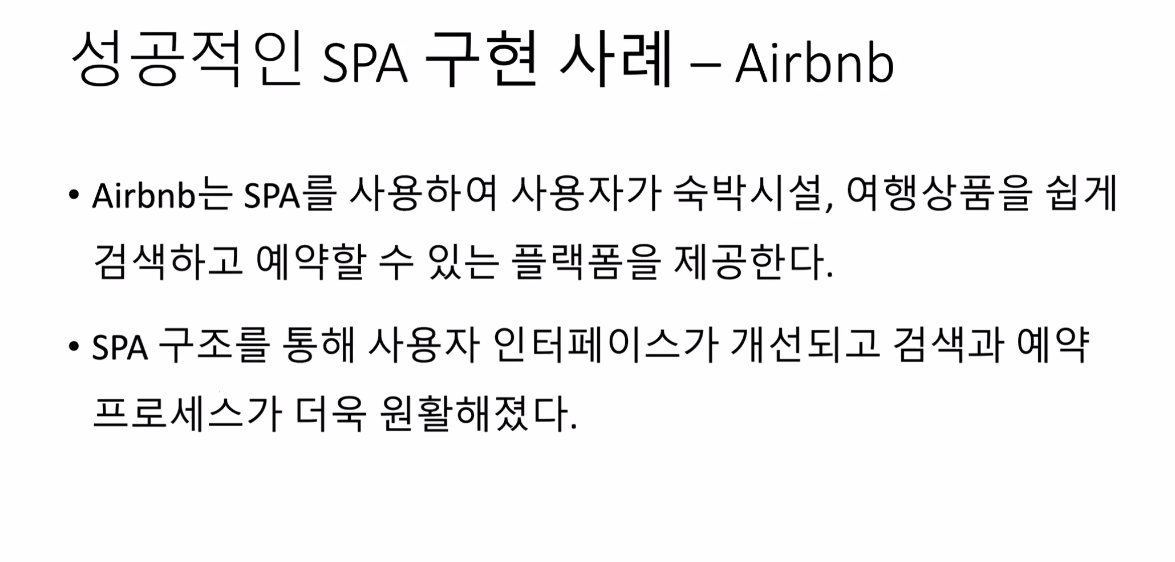 성공적인 SPA 구현 사례 – Airbnb
• Airbnb는 SPA를 사용하여 사용자가 숙박시설, 여행상품을 쉽게
검색하고 예약할 수 있는 플랫폼을 제공한다.
• SPA 구조를 통해 사용자 인터페이스가 개선되고 검색과 예약
프로세스가 더욱 원활해졌다.